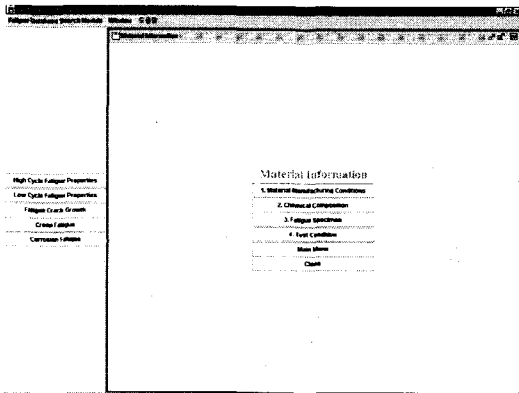 Fatigue Database Search Module Window
Material Information
High Cycle Fatigue Properties
Low Cycle Fatigue Properties
Fatigue Crack Growth
Creep Fatigue
Corrosion Fatigue
Material Information
1. Material Manufacturing Conditions
2. Chemical Composition
3. Fatigue Specimen
4. Test Condition
Main Menu
Close